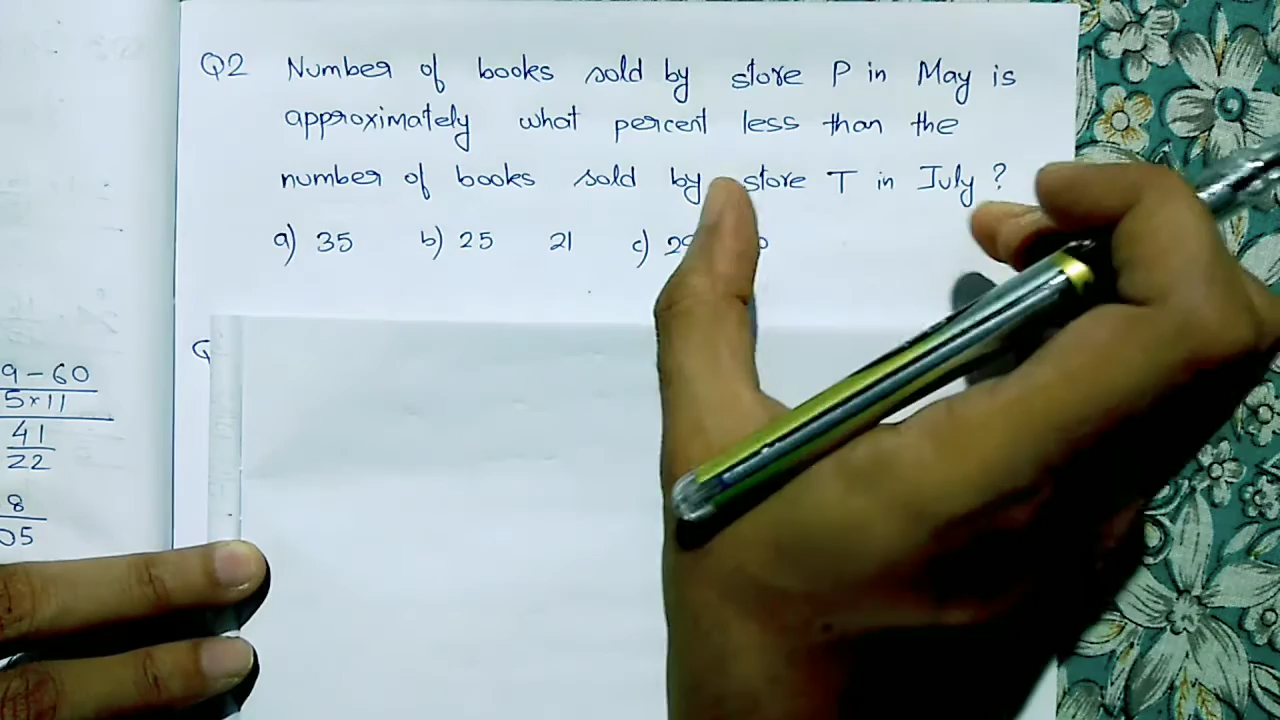 Q2 Number of books sold by store P in May is
approximately what percent less than the
number of books sold by store T in July?
a) 35 b) 25 21 c)
9-60
5×11
41
22
8
05